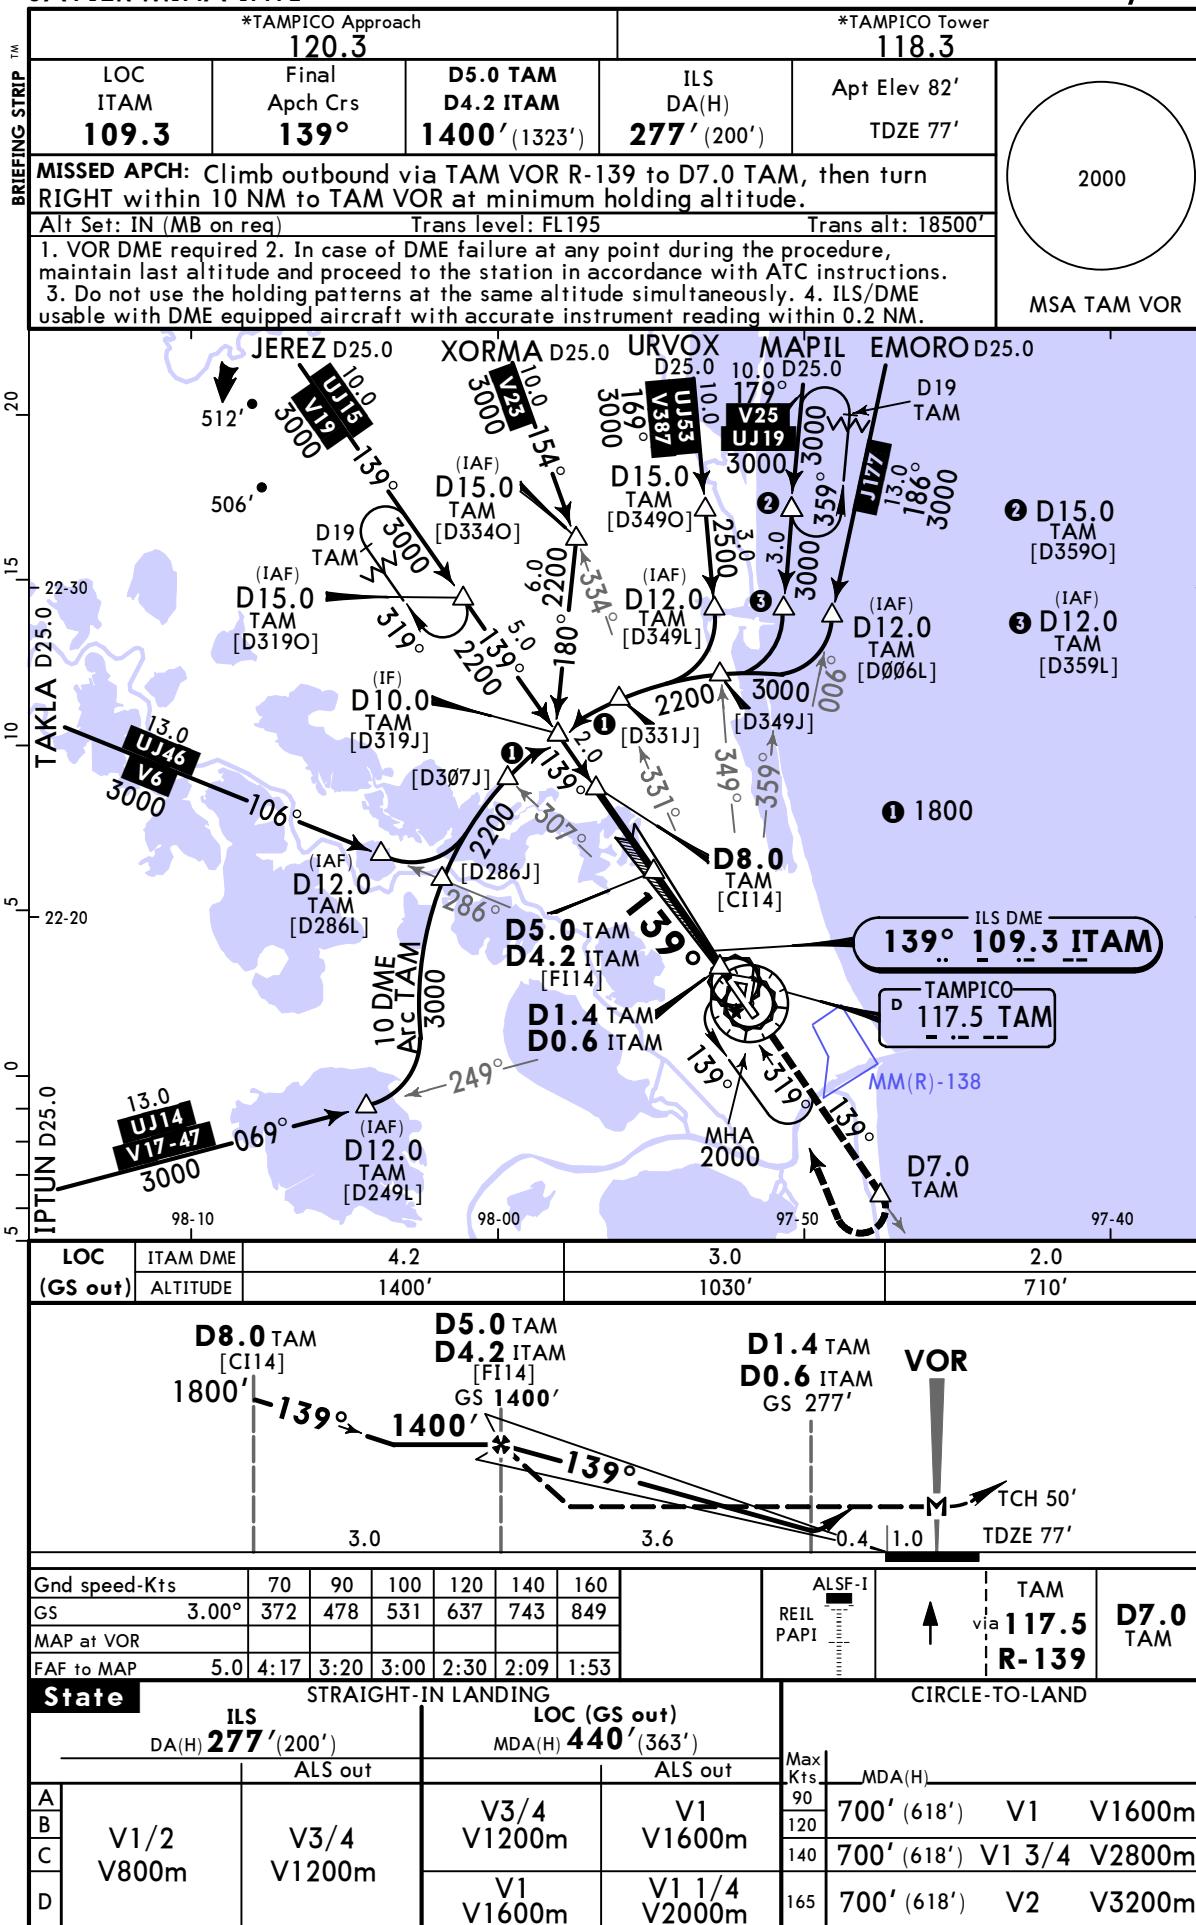 *TAMPICO Approach
120.3
*TAMPICO Tower
118.3
BRIEFING STRIP TM
LOC
ITAM
109.3
Final
Apch Crs
139°
D5.0 TAM
D4.2 ITAM
1400' (1323')
ILS
DA(H)
277' (200')
Apt Elev 82'
TDZE 77'
2000
MSA TAM VOR
MISSED APCH: Climb outbound via TAM VOR R-139 to D7.0 TAM, then turn
RIGHT within 10 NM to TAM VOR at minimum holding altitude.
Alt Set: IN (MB on req) Trans level: FL195 Trans alt: 18500'
1. VOR DME required 2. In case of DME failure at any point during the procedure,
maintain last altitude and proceed to the station in accordance with ATC instructions.
3. Do not use the holding patterns at the same altitude simultaneously. 4. ILS/DME
usable with DME equipped aircraft with accurate instrument reading within 0.2 NM.
JEREZ D25.0
XORMA D25.0
URVOX
D25.0
MAPIL
D25.0
EMORO D25.0
512'
506'
10.0
UJ15
V19
3000
139°
10.0
V23
3000
154°
10.0
UJ53
V387
169°
3000
10.0
179°
V25
UJ19
3000
3000
359°
D19
TAM
J177
13.0
186°
3000
(IAF)
D15.0
TAM
[D334O]
D15.0
TAM
[D349O]
2 D15.0
TAM
[D359O]
D19
TAM
3000
319°
(IAF)
D15.0
TAM
[D319O]
5.0
139°
2200
6.0
2200
180°
334°
2500
3.0
(IAF)
D12.0
TAM
[D349L]
2
3
3.0
3000
(IAF)
D12.0
TAM
[D006L]
3 (IAF)
D12.0
TAM
[D359L]
(IF)
D10.0
TAM
[D319J]
1
[D331J]
2200
3000
[D349J]
006°
331°
349°
359°
2.0
139°
1
[D307J]
307°
2200
[D286J]
286°
TAKLA D25.0
13.0
UJ46
V6
3000
106°
(IAF)
D12.0
TAM
[D286L]
1 1800
D8.0
TAM
[CI14]
D5.0 TAM
D4.2 ITAM
[FI14]
139°
D1.4 TAM
D0.6 ITAM
ILS DME
139° 109.3 ITAM
TAMPICO
D 117.5 TAM
MM(R)-138
10 DME
Arc TAM
3000
249°
IPTUN D25.0
13.0
UJ14
V17-47
3000
069°
(IAF)
D12.0
TAM
[D249L]
139°
319°
MHA
2000
139°
D7.0
TAM
20
15
10
5
0
5
22-30
22-20
98-10
98-00
97-50
97-40
LOC
(GS out)
ITAM DME 4.2 3.0 2.0
ALTITUDE 1400' 1030' 710'
D8.0 TAM
[CI14]
1800'
139°
1400'
D5.0 TAM
D4.2 ITAM
[FI14]
GS 1400'
139°
D1.4 TAM
D0.6 ITAM
GS 277'
VOR
M
TCH 50'
TDZE 77'
3.0 3.6 0.4 1.0
Gnd speed-Kts 70 90 100 120 140 160
GS 3.00° 372 478 531 637 743 849
MAP at VOR
FAF to MAP 5.0 4:17 3:20 3:00 2:30 2:09 1:53
ALSF-I
REIL
PAPI
TAM
via 117.5
R-139
D7.0
TAM
State
STRAIGHT-IN LANDING
CIRCLE-TO-LAND
ILS
DA(H) 277' (200')
LOC (GS out)
MDA(H) 440' (363')
ALS out
ALS out
Max
Kts
MDA(H)
A
B
C
D
V1/2
V800m
V3/4
V1200m
V3/4
V1200m
V1
V1600m
V1
V1600m
V1 1/4
V2000m
90
120
700' (618') V1 V1600m
140 700' (618') V1 3/4 V2800m
165 700' (618') V2 V3200m